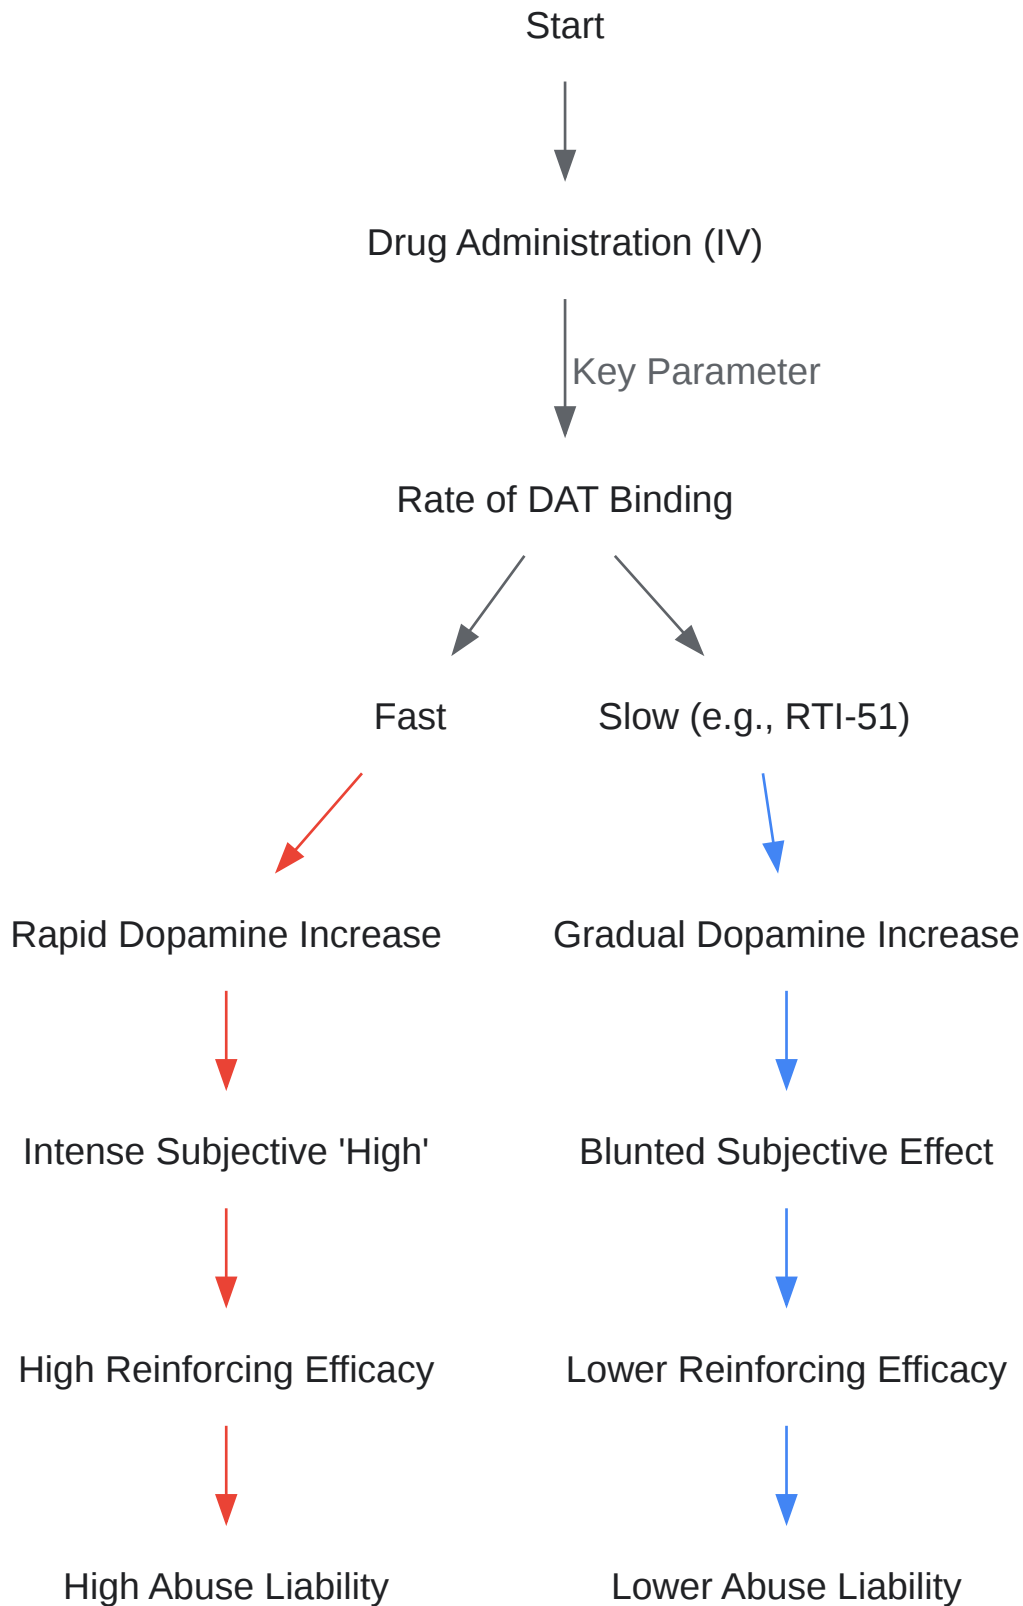 Start
Drug Administration (IV)
Key Parameter
Rate of DAT Binding
Fast
Slow (e.g., RTI-51)
Rapid Dopamine Increase
Gradual Dopamine Increase
Intense Subjective 'High'
Blunted Subjective Effect
High Reinforcing Efficacy
Lower Reinforcing Efficacy
High Abuse Liability
Lower Abuse Liability